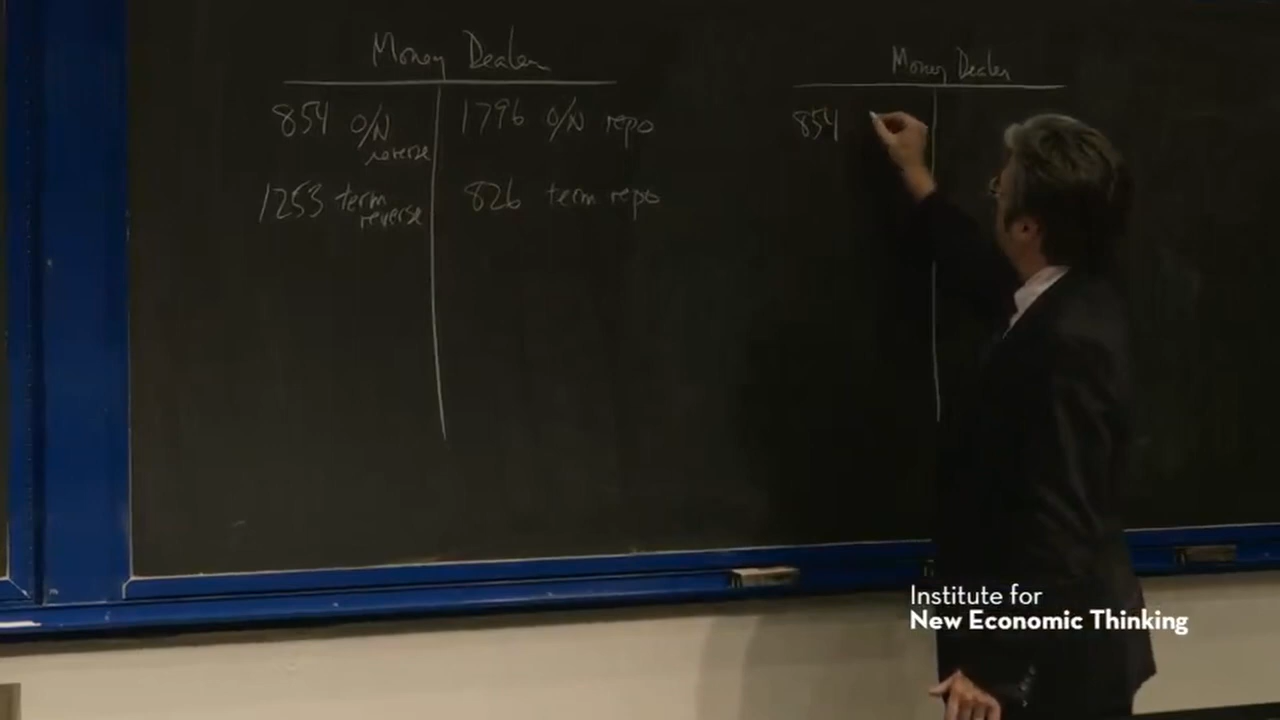 Money Dealer
854 O/N reverse
1796 O/N repo
1253 term reverse
826 term repo
Money Dealer
854
Institute for
New Economic Thinking